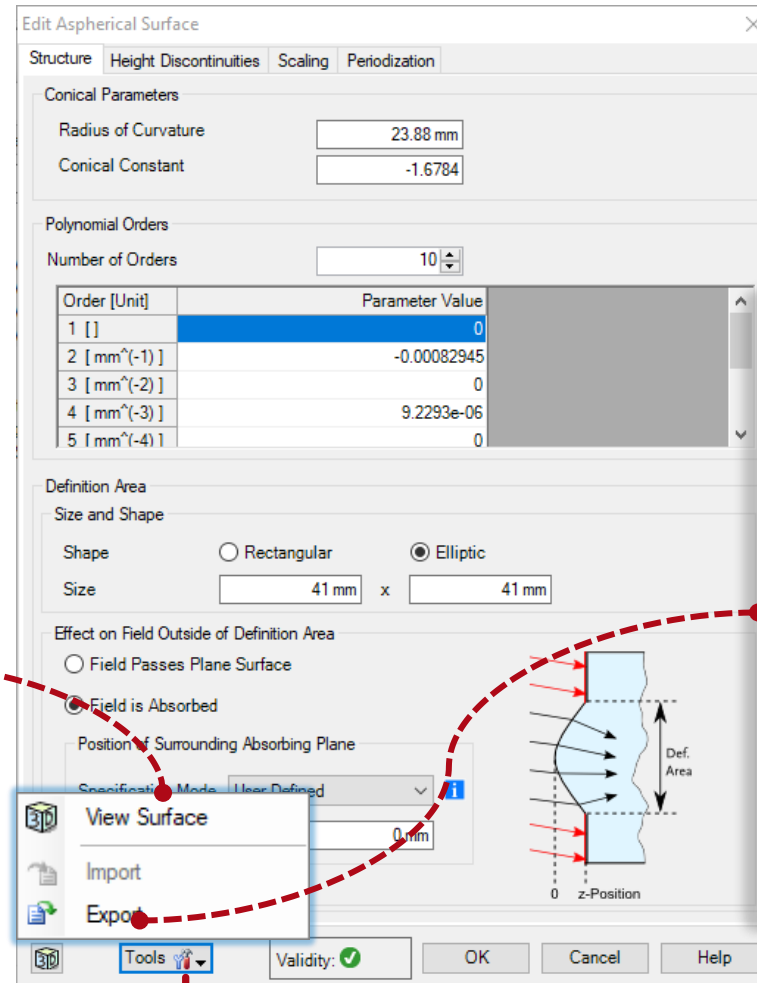 Edit Aspherical Surface
Structure Height Discontinuities Scaling Periodization
Conical Parameters
Radius of Curvature 23.88 mm
Conical Constant -1.6784
Polynomial Orders
Number of Orders 10
Order [Unit] Parameter Value
1 [ ] 0
2 [ mm^(-1) ] -0.00082945
3 [ mm^(-2) ] 0
4 [ mm^(-3) ] 9.2293e-06
5 [ mm^(-4) ] 0
Definition Area
Size and Shape
Shape Rectangular Elliptic
Size 41 mm x 41 mm
Effect on Field Outside of Definition Area
Field Passes Plane Surface
Field is Absorbed
Position of Surrounding Absorbing Plane
Specification Mode User Defined
0 mm
Def.
Area
0 z-Position
3D View Surface
Import
Export
3D Tools Validity: OK Cancel Help